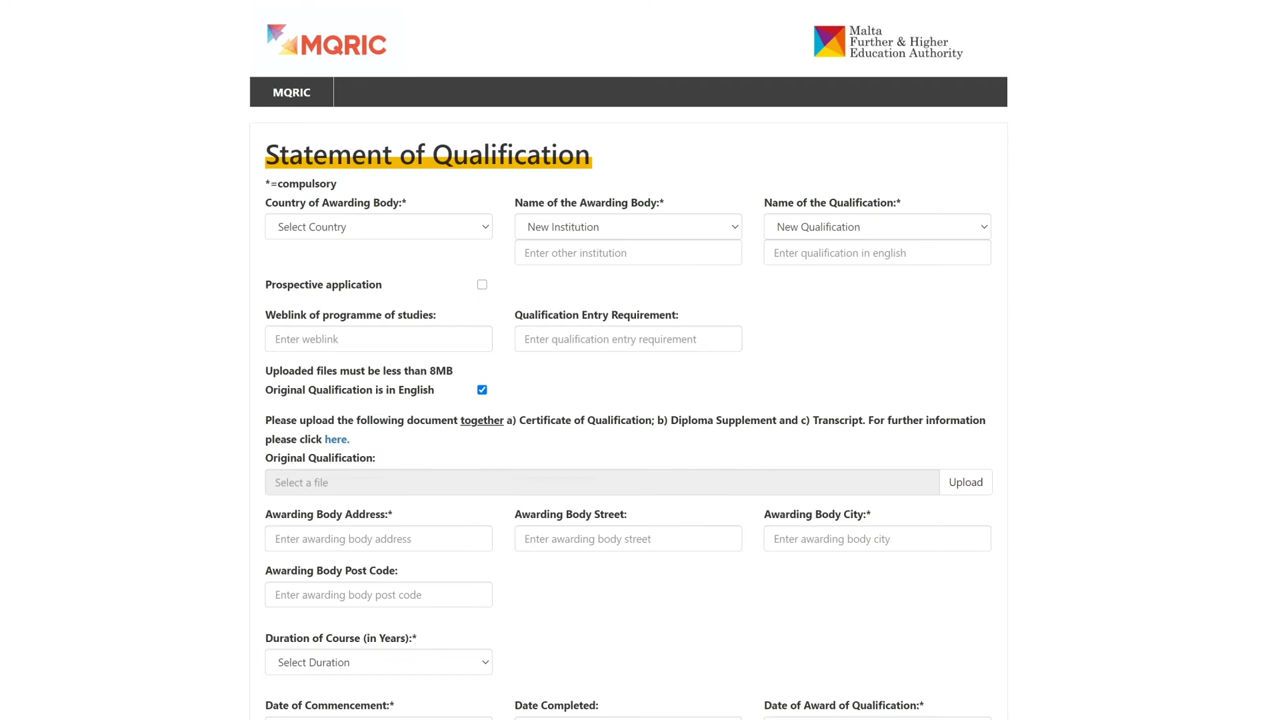 MQRIC
Malta
Further & Higher
Education Authority
MQRIC
Statement of Qualification
*=compulsory
Country of Awarding Body:* Name of the Awarding Body:* Name of the Qualification:*
Select Country New Institution New Qualification
Enter other institution Enter qualification in english
Prospective application
Weblink of programme of studies: Qualification Entry Requirement:
Enter weblink Enter qualification entry requirement
Uploaded files must be less than 8MB
Original Qualification is in English
Please upload the following document together a) Certificate of Qualification; b) Diploma Supplement and c) Transcript. For further information
please click here.
Original Qualification:
Select a file Upload
Awarding Body Address:* Awarding Body Street: Awarding Body City:*
Enter awarding body address Enter awarding body street Enter awarding body city
Awarding Body Post Code:
Enter awarding body post code
Duration of Course (in Years):*
Select Duration
Date of Commencement:* Date Completed: Date of Award of Qualification:*